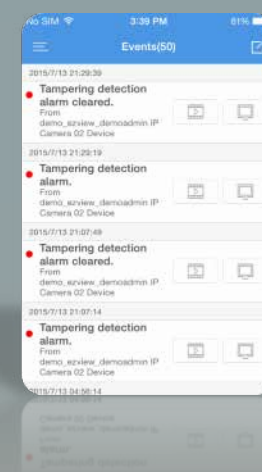 No SIM 3:39 PM 81%
Events(50)
2015/7/13 21:29:39
Tampering detection
alarm cleared.
From
demo_ezview_demoadmin IP
Camera 02 Device
2015/7/13 21:29:19
Tampering detection
alarm.
From
demo_ezview_demoadmin IP
Camera 02 Device
2015/7/13 21:07:49
Tampering detection
alarm cleared.
From
demo_ezview_demoadmin IP
Camera 02 Device
2015/7/13 21:07:14
Tampering detection
alarm.
From
demo_ezview_demoadmin IP
Camera 02 Device
2015/7/13 04:56:14